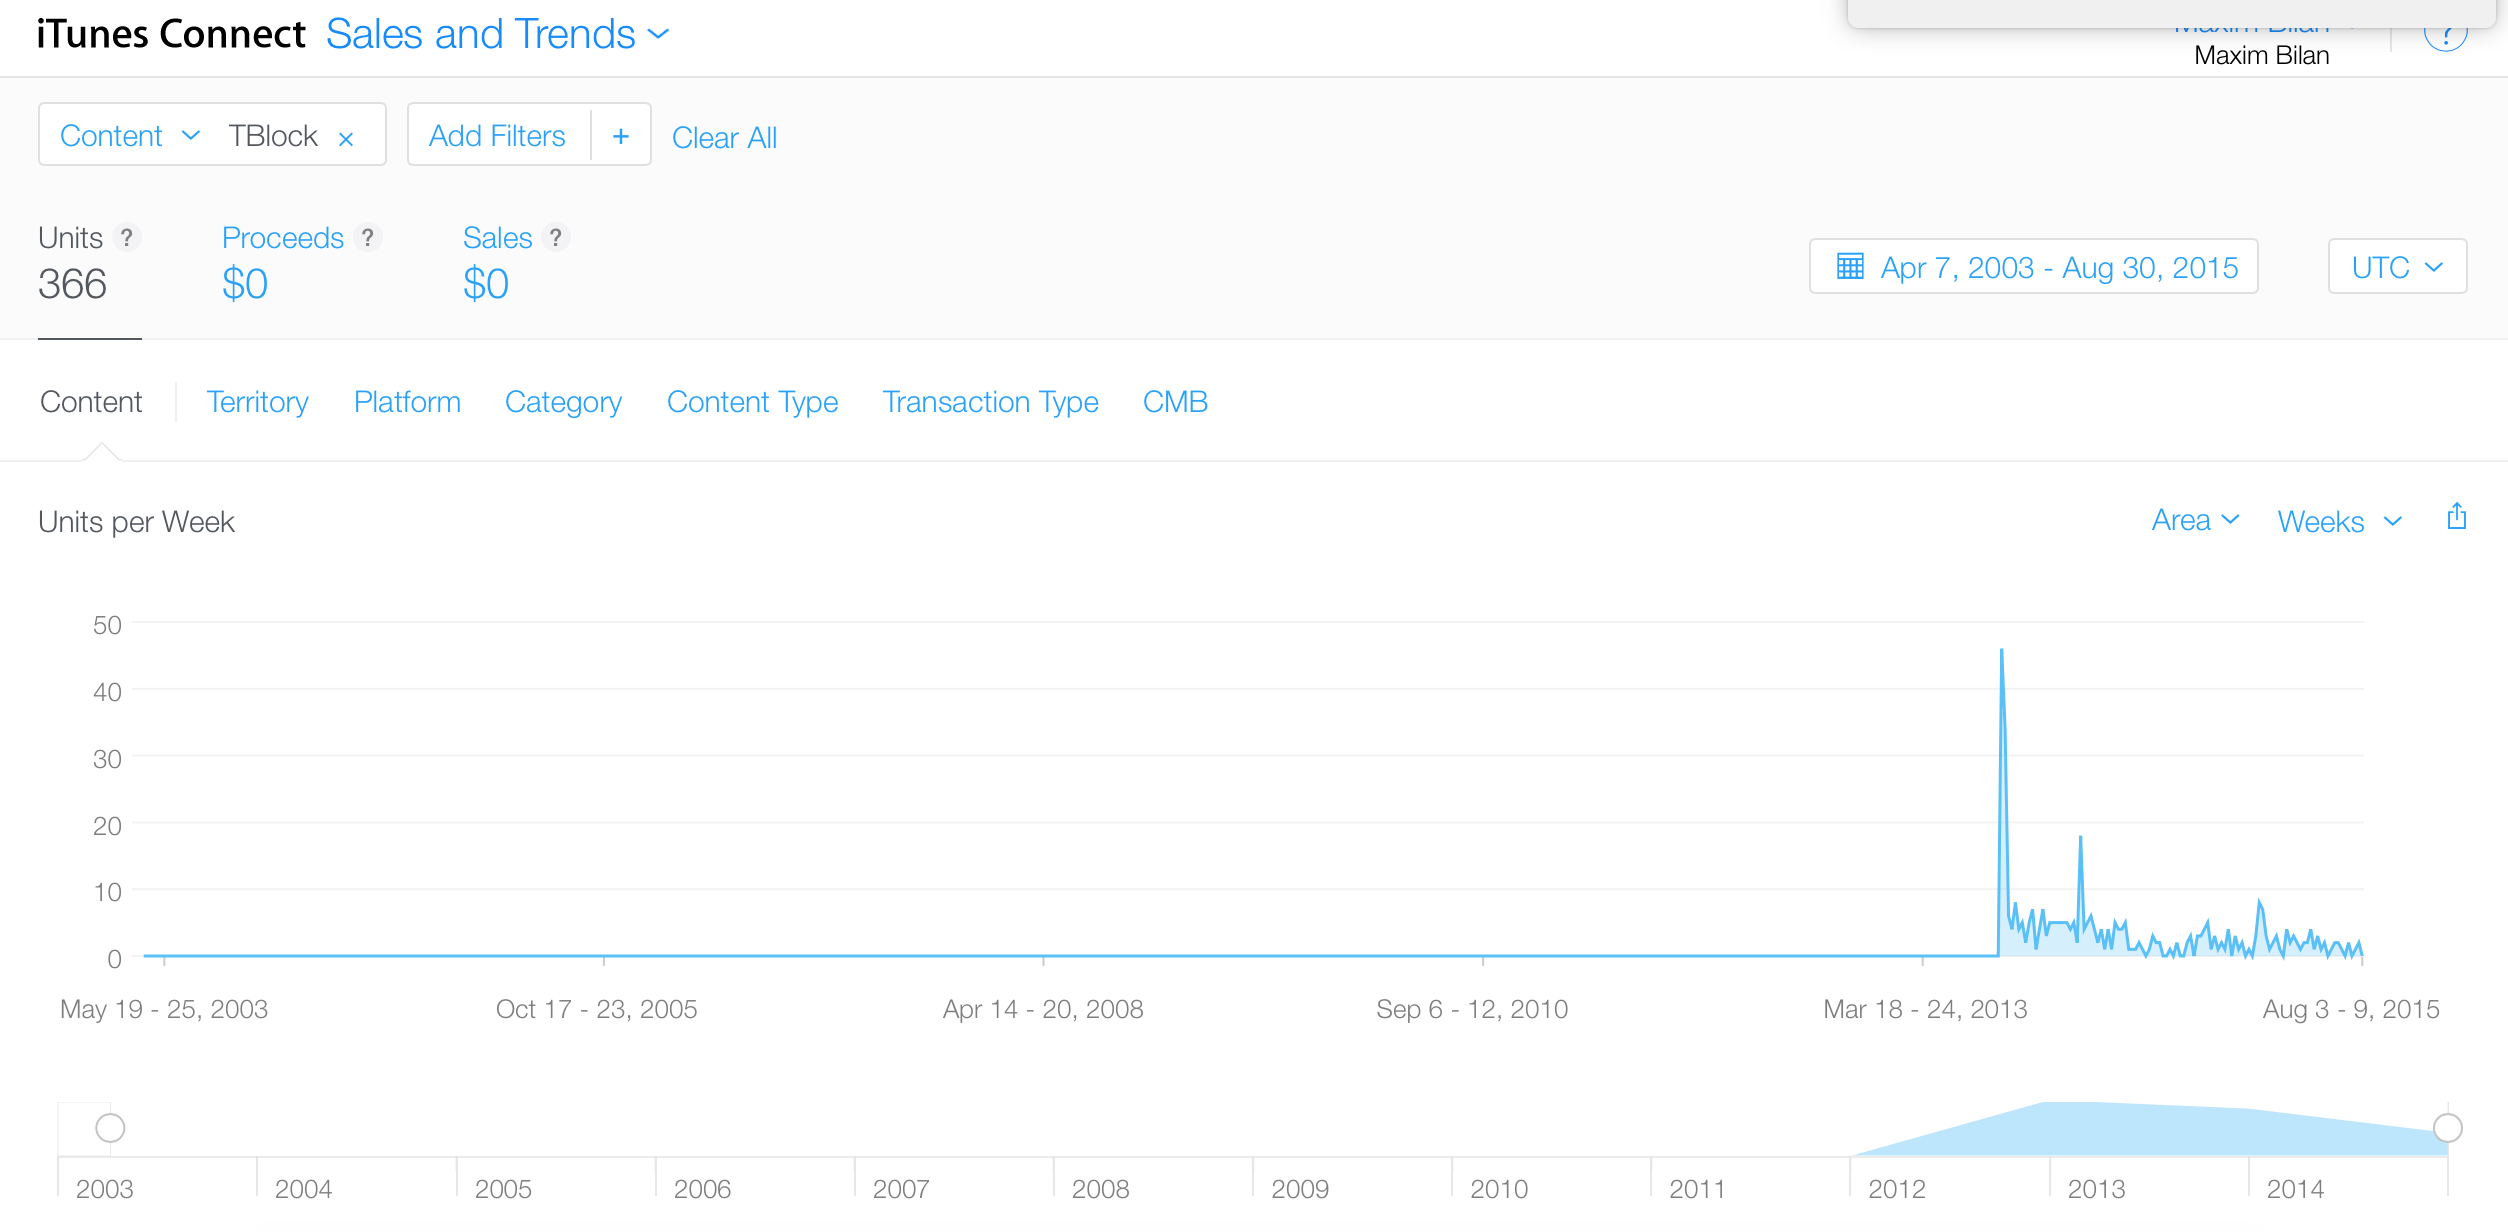 iTunes Connect Sales and Trends
Maxim Bilan
?
Maxim Bilan
Content TBlock × Add Filters + Clear All
Units ? Proceeds ? Sales ?
366 $0 $0
Apr 7, 2003 - Aug 30, 2015 UTC
Content Territory Platform Category Content Type Transaction Type CMB
Units per Week Area Weeks
50
40
30
20
10
0
May 19 - 25, 2003 Oct 17 - 23, 2005 Apr 14 - 20, 2008 Sep 6 - 12, 2010 Mar 18 - 24, 2013 Aug 3 - 9, 2015
2003 2004 2005 2006 2007 2008 2009 2010 2011 2012 2013 2014